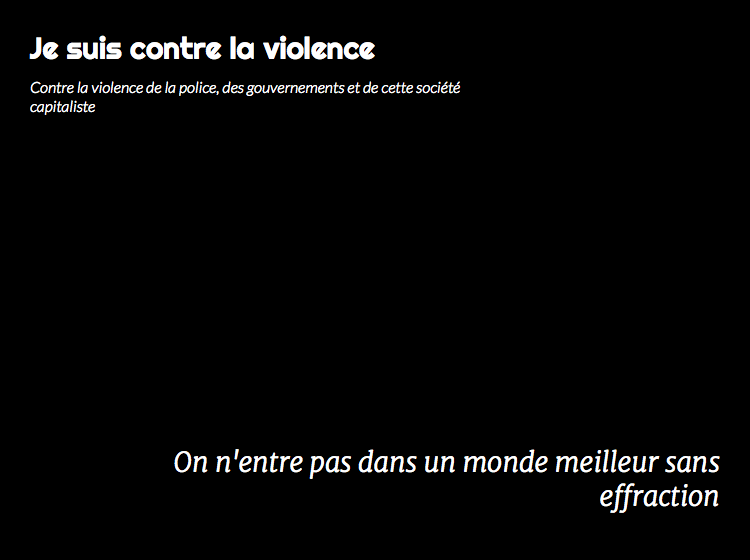 Je suis contre la violence
Contre la violence de la police, des gouvernements et de cette société
capitaliste
On n'entre pas dans un monde meilleur sans
effraction